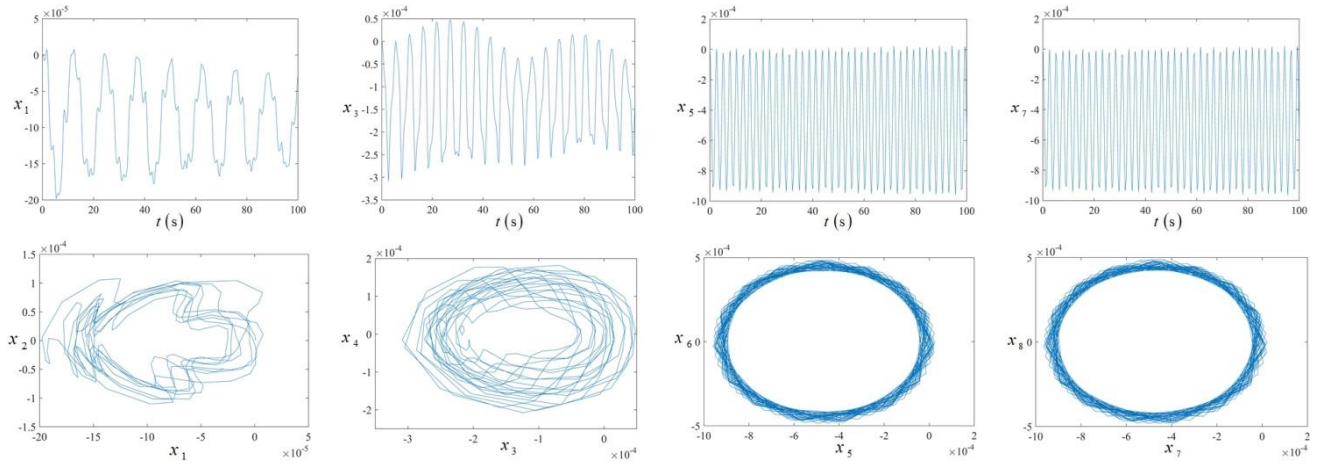 ×10⁻⁵
5
0
-5
-10
-15
-20
x₁
0 20 40 60 80 100
t (s)
×10⁻⁴
0.5
0
-0.5
-1
-1.5
-2
-2.5
-3
-3.5
x₃
0 20 40 60 80 100
t (s)
×10⁻⁴
2
0
-2
-4
-6
-8
-10
x₅
0 20 40 60 80 100
t (s)
×10⁻⁴
2
0
-2
-4
-6
-8
-10
x₇
0 20 40 60 80 100
t (s)
×10⁻⁴
1.5
1
0.5
0
-0.5
-1
-1.5
x₂
-20 -15 -10 -5 0 5
x₁ ×10⁻⁵
×10⁻⁴
2
1
0
-1
-2
x₄
-3 -2 -1 0
x₃ ×10⁻⁴
×10⁻⁴
5
x₆ 0
-5
-10 -8 -6 -4 -2 0 2
x₅ ×10⁻⁴
×10⁻⁴
5
x₈ 0
-5
-10 -8 -6 -4 -2 0 2
x₇ ×10⁻⁴